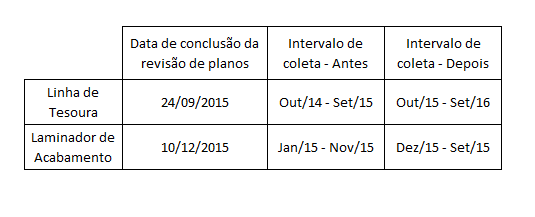 Data de conclusão da
revisão de planos
Intervalo de
coleta - Antes
Intervalo de
coleta - Depois
Linha de
Tesoura
24/09/2015
Out/14 - Set/15
Out/15 - Set/16
Laminador de
Acabamento
10/12/2015
Jan/15 - Nov/15
Dez/15 - Set/15